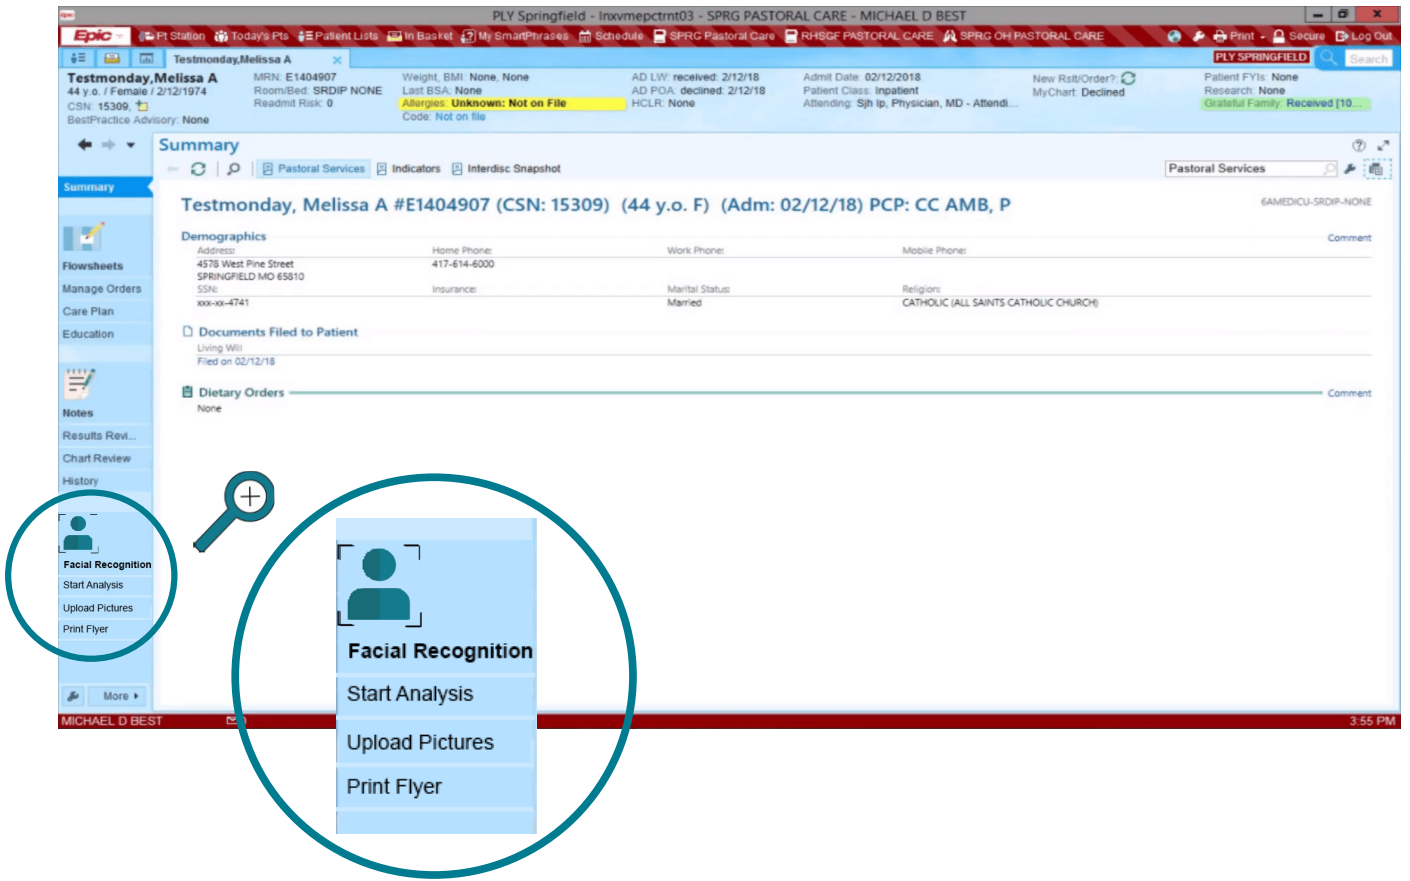 Epic
PLY Springfield - lnxvmepctrnt03 - SPRG PASTORAL CARE - MICHAEL D BEST
Epic Pt Station Today's Pts Patient Lists In Basket My SmartPhrases Schedule SPRG Pastoral Care RHSGF PASTORAL CARE SPRG OH PASTORAL CARE Print Secure Log Out
Testmonday,Melissa A PLY SPRINGFIELD Search
Testmonday,Melissa A MRN: E1404907 Weight, BMI: None, None AD LW: received: 2/12/18 Admit Date: 02/12/2018 New Rslt/Order?: Patient FYIs: None
44 y.o. / Female / 2/12/1974 Room/Bed: SRDIP NONE Last BSA: None AD POA: declined: 2/12/18 Patient Class: Inpatient MyChart: Declined Research: None
CSN: 15309, Readmit Risk: 0 Allergies: Unknown: Not on File HCLR: None Attending: Sjh Ip, Physician, MD - Attendi... Grateful Family: Received [10...
BestPractice Advisory: None Code: Not on file
Summary
Pastoral Services Indicators Interdisc Snapshot Pastoral Services
Summary
Testmonday, Melissa A #E1404907 (CSN: 15309) (44 y.o. F) (Adm: 02/12/18) PCP: CC AMB, P 6AMEDICU-SRDIP-NONE
Demographics Comment
Address: Home Phone: Work Phone: Mobile Phone:
4578 West Pine Street 417-614-6000
SPRINGFIELD MO 65810
SSN: Insurance: Marital Status: Religion:
xxx-xx-4741 Married CATHOLIC (ALL SAINTS CATHOLIC CHURCH)
Documents Filed to Patient
Living Will
Filed on 02/12/18
Dietary Orders Comment
None
Flowsheets
Manage Orders
Care Plan
Education
Notes
Results Revi...
Chart Review
History
Facial Recognition
Start Analysis
Upload Pictures
Print Flyer
More
Facial Recognition
Start Analysis
Upload Pictures
Print Flyer
MICHAEL D BEST 3:55 PM